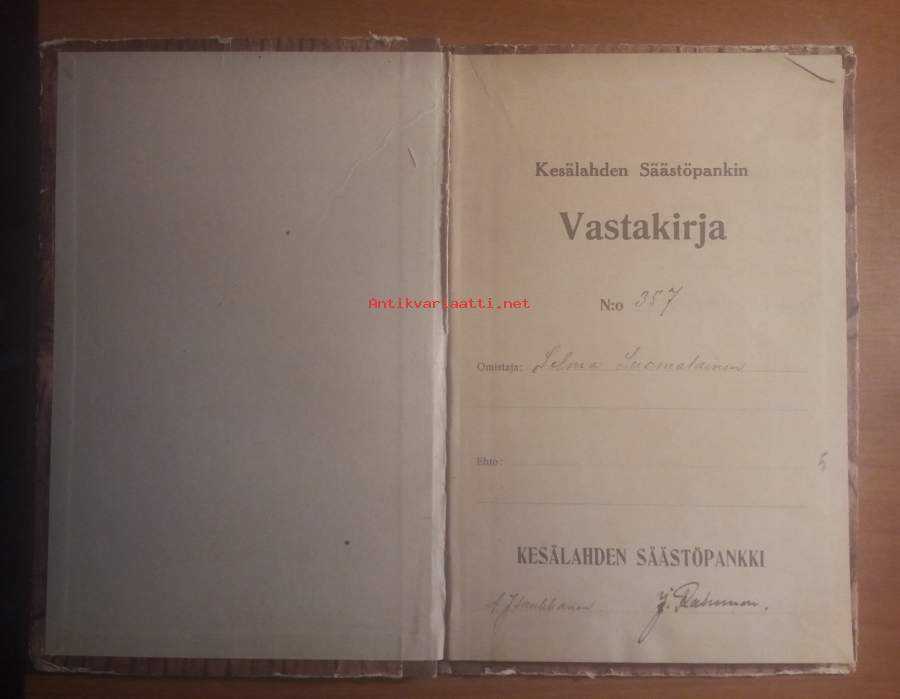 Kesälahden Säästöpankin
Vastakirja
N:o 357
Antikvariaatti.net
Omistaja: Selma Suomalainen
Ehto:
KESÄLAHDEN SÄÄSTÖPANKKI